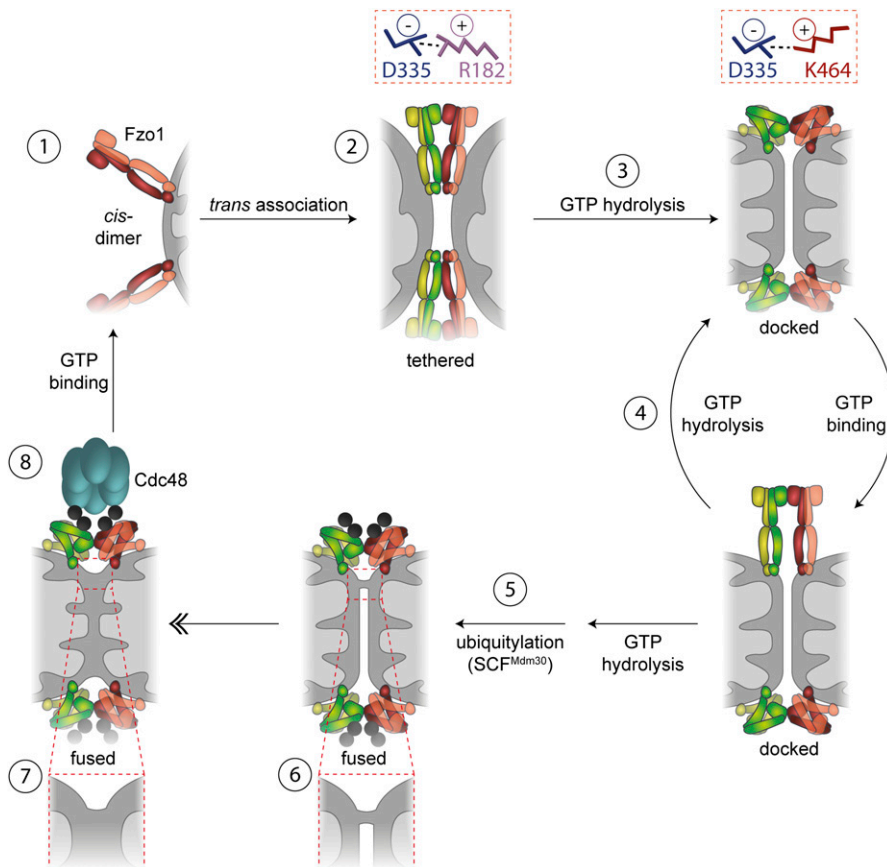 - +
D335 R182
- +
D335 K464
1
Fzo1
cis-
dimer
trans association
2
tethered
3
GTP hydrolysis
docked
GTP
binding
4
GTP
hydrolysis
GTP
binding
8
Cdc48
5
ubiquitylation
(SCFMdm30)
GTP
hydrolysis
docked
fused
7
fused
6